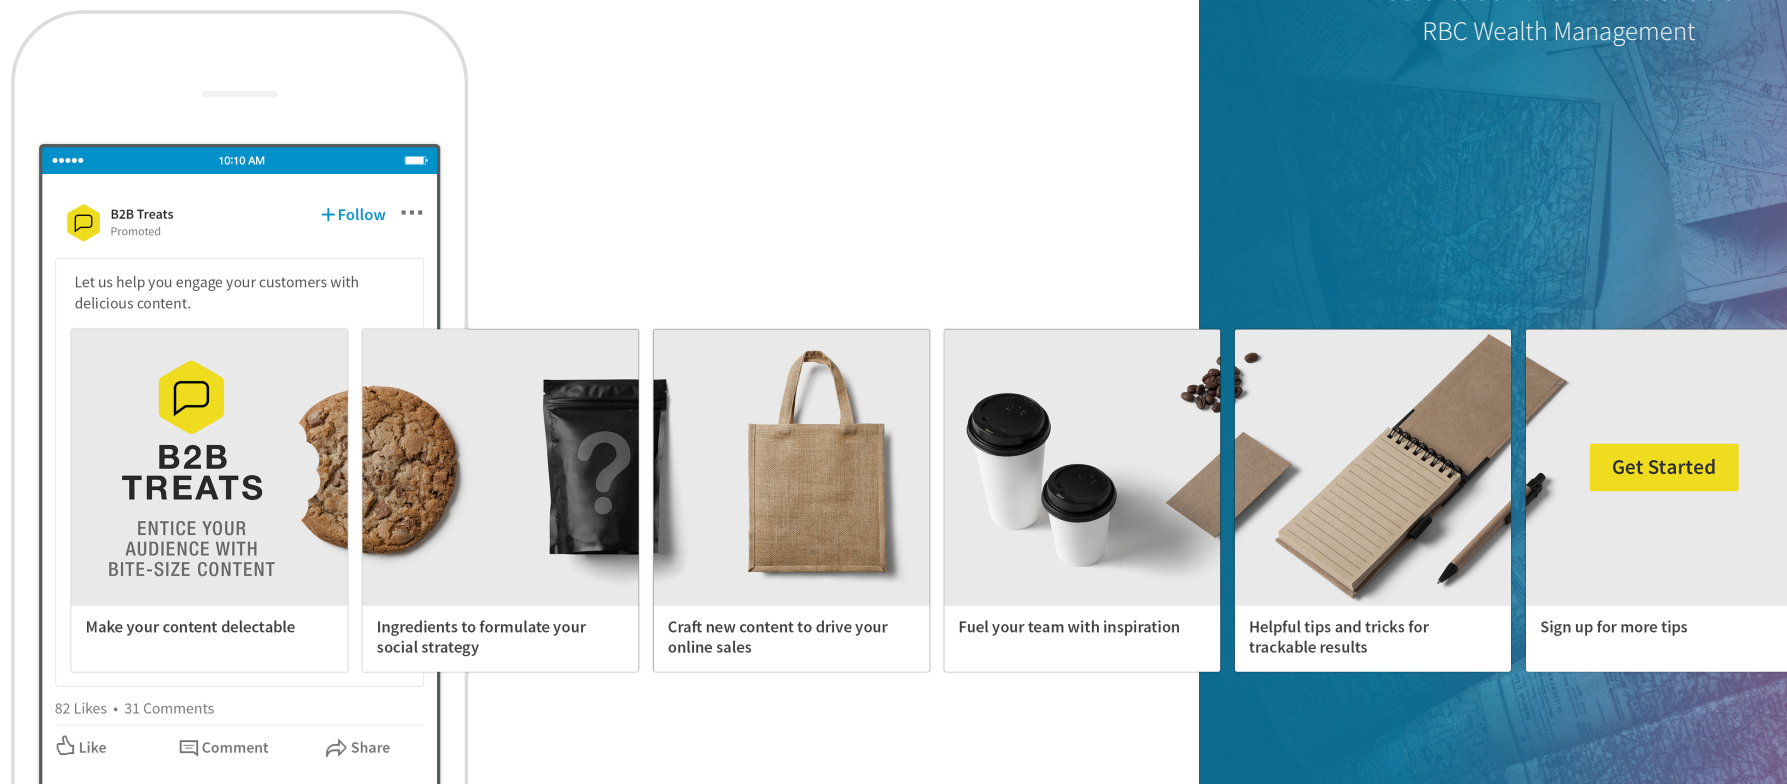 RBC Wealth Management
10:10 AM
B2B Treats
Promoted
+Follow
Let us help you engage your customers with
delicious content.
B2B
TREATS
ENTICE YOUR
AUDIENCE WITH
BITE-SIZE CONTENT
?
Get Started
Make your content delectable
Ingredients to formulate your
social strategy
Craft new content to drive your
online sales
Fuel your team with inspiration
Helpful tips and tricks for
trackable results
Sign up for more tips
82 Likes • 31 Comments
Like
Comment
Share